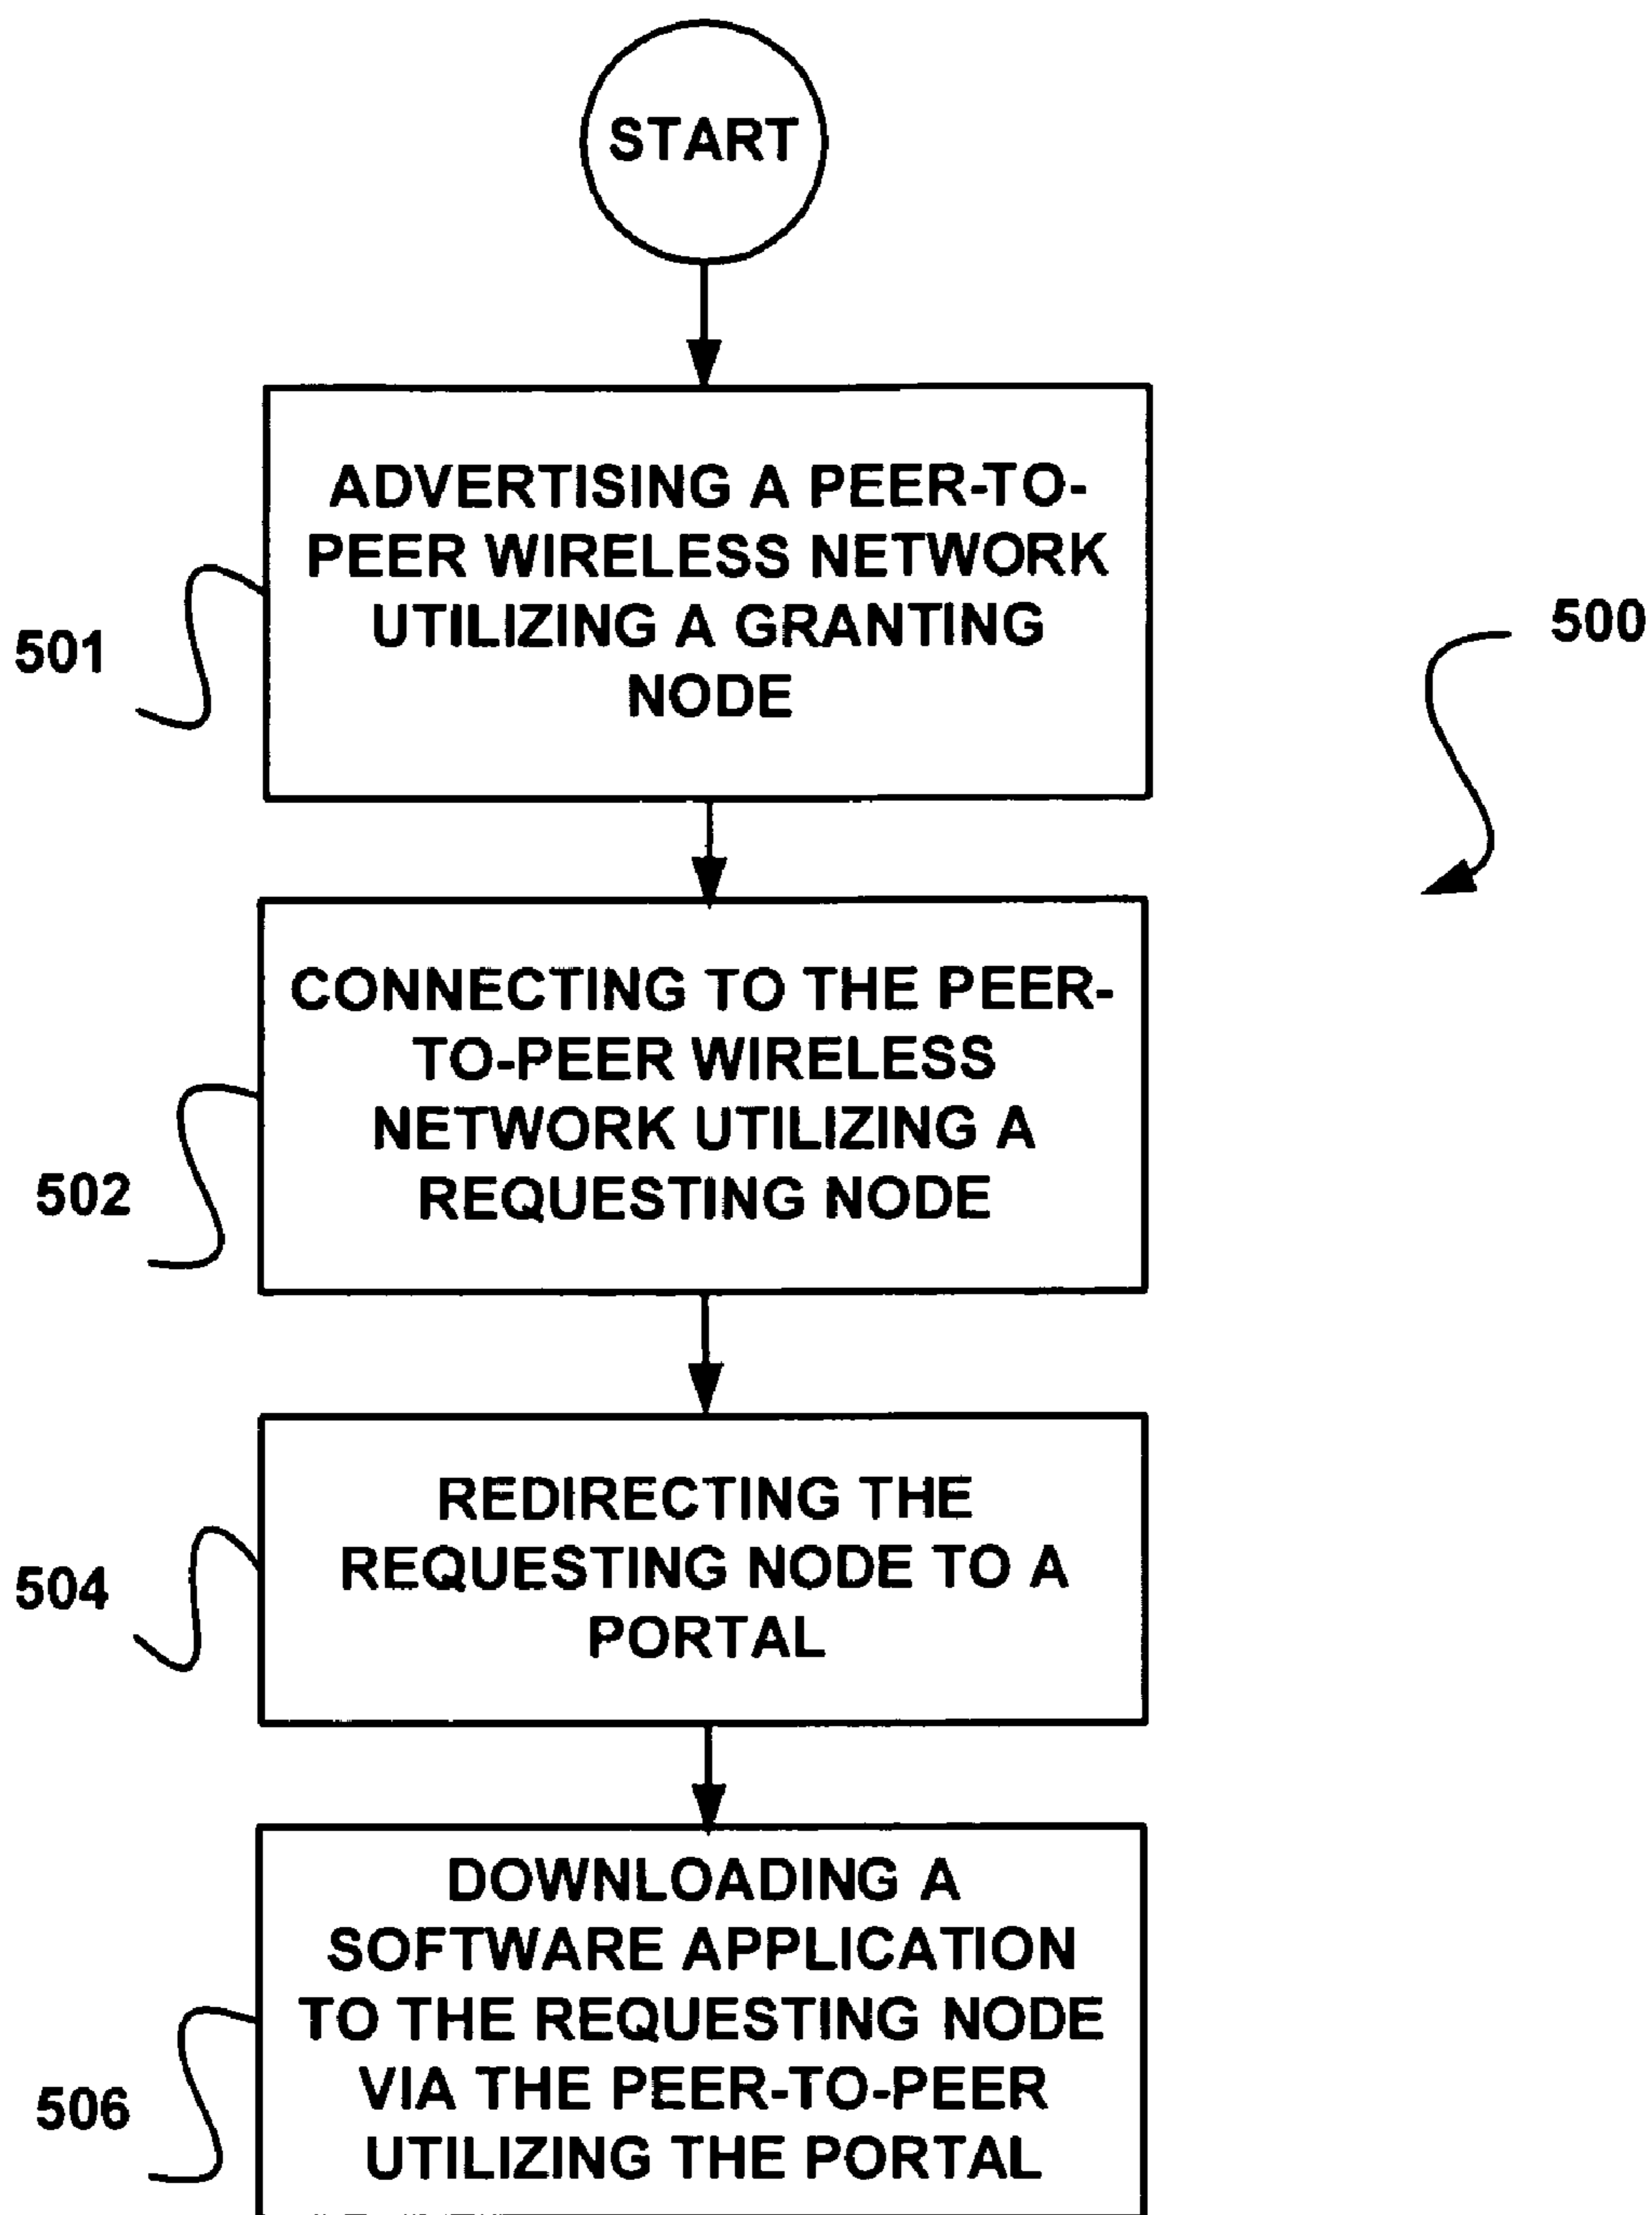 START
ADVERTISING A PEER-TO-
PEER WIRELESS NETWORK
UTILIZING A GRANTING
NODE
501
500
CONNECTING TO THE PEER-
TO-PEER WIRELESS
NETWORK UTILIZING A
REQUESTING NODE
502
REDIRECTING THE
REQUESTING NODE TO A
PORTAL
504
DOWNLOADING A
SOFTWARE APPLICATION
TO THE REQUESTING NODE
VIA THE PEER-TO-PEER
UTILIZING THE PORTAL
506